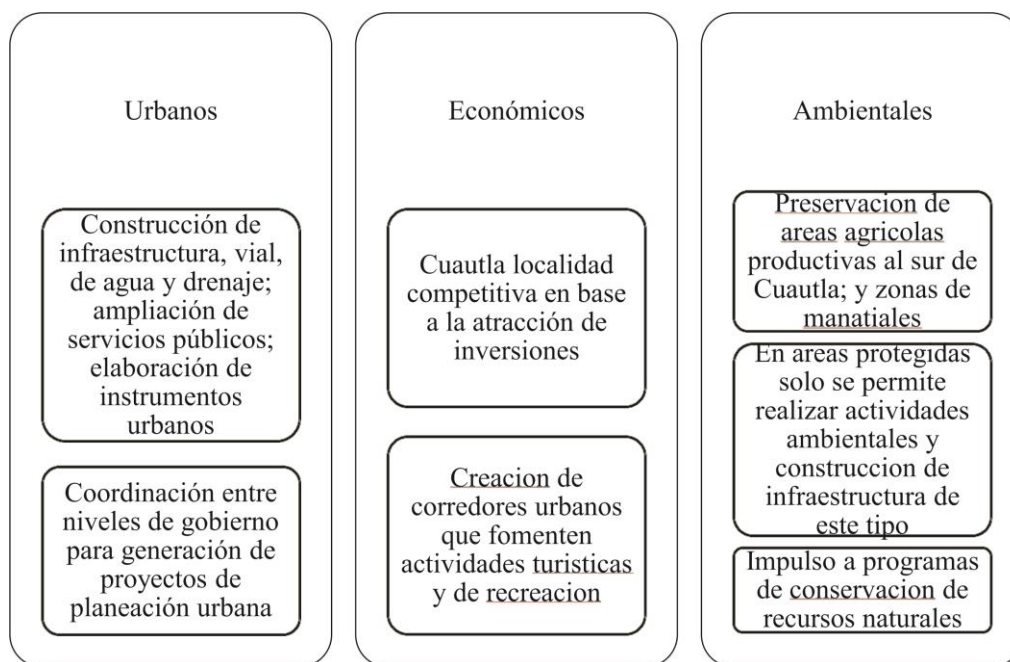 Urbanos
Construcción de
infraestructura, vial,
de agua y drenaje;
ampliación de
servicios públicos;
elaboración de
instrumentos
urbanos
Coordinación entre
niveles de gobierno
para generación de
proyectos de
planeación urbana
Económicos
Cuautla localidad
competitiva en base
a la atracción de
inversiones
Creacion de
corredores urbanos
que fomenten
actividades turisticas
y de recreacion
Ambientales
Preservacion de
areas agricolas
productivas al sur de
Cuautla; y zonas de
manatiales
En areas protegidas
solo se permite
realizar actividades
ambientales y
construccion de
infraestructura de
este tipo
Impulso a programas
de conservacion de
recursos naturales